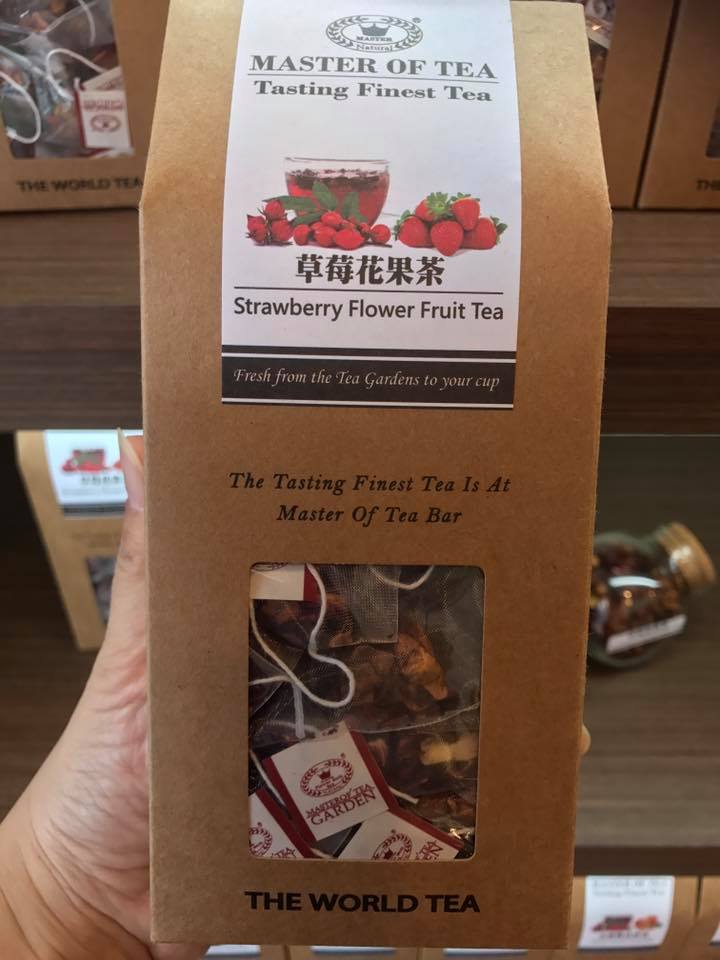 MASTER
Natural
MASTER OF TEA
Tasting Finest Tea
草莓花果茶
Strawberry Flower Fruit Tea
Fresh from the Tea Gardens to your cup
The Tasting Finest Tea Is At
Master Of Tea Bar
MASTER OF TEA
GARDEN
THE WORLD TEA
THE WORLD TEA